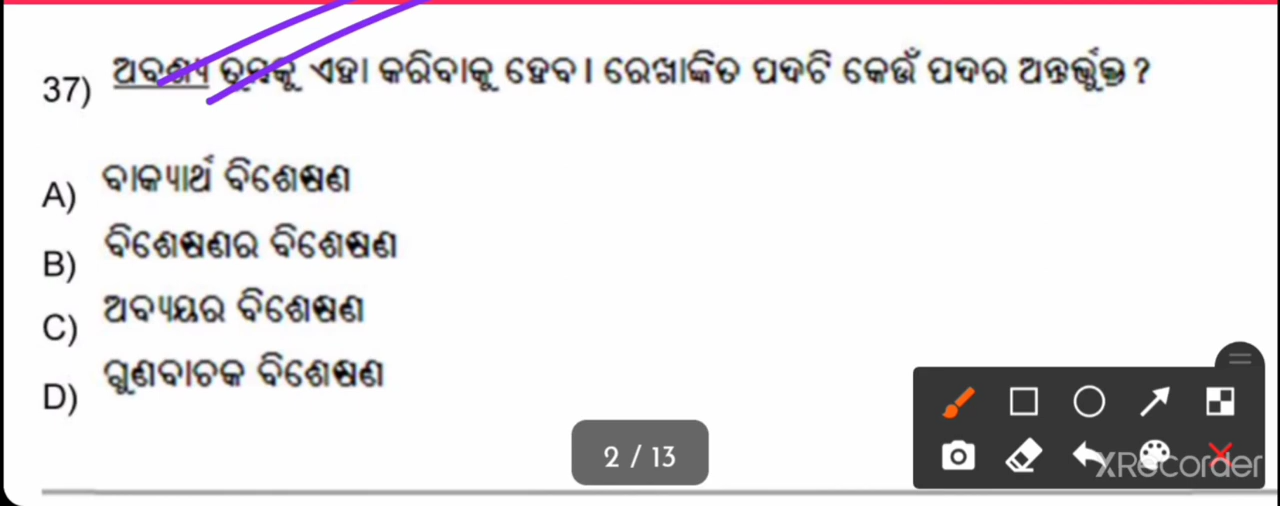 37) ଅବଶ୍ୟ ତୁମକୁ ଏହା କରିବାକୁ ହେବ। ରେଖାଙ୍କିତ ପଦଟି କେଉଁ ପଦର ଅନ୍ତର୍ଭୁକ୍ତ ?
A) ବାକ୍ୟାର୍ଥ ବିଶେଷଣ
B) ବିଶେଷଣର ବିଶେଷଣ
C) ଅବ୍ୟୟର ବିଶେଷଣ
D) ଗୁଣବାଚକ ବିଶେଷଣ
2 / 13
XRecorder